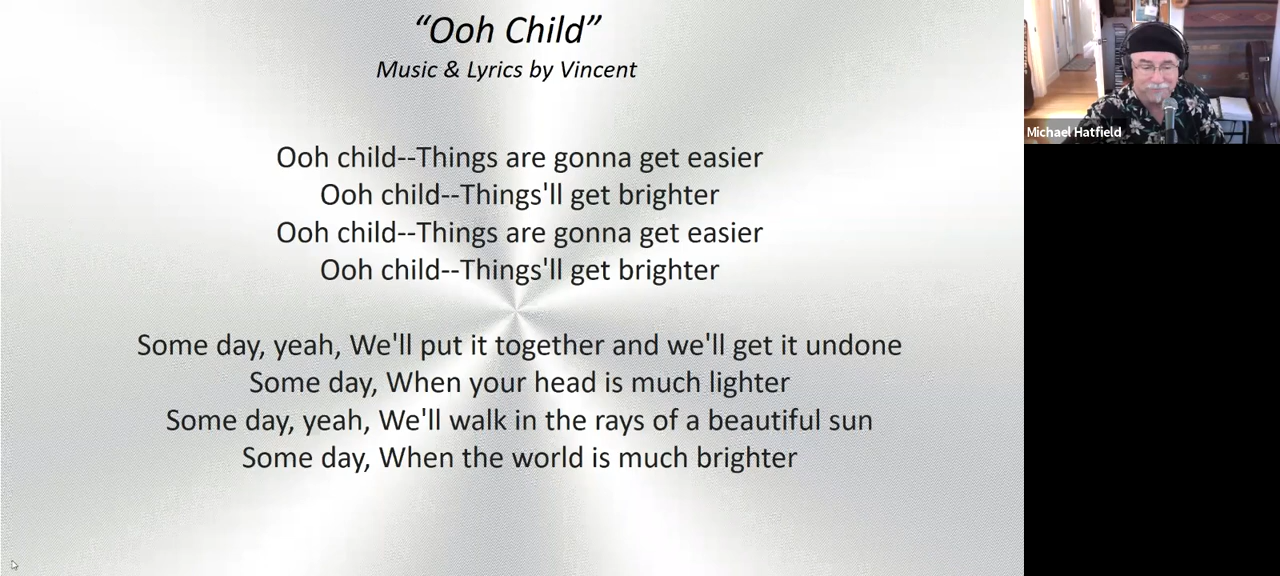 “Ooh Child”
Music & Lyrics by Vincent
Ooh child--Things are gonna get easier
Ooh child--Things'll get brighter
Ooh child--Things are gonna get easier
Ooh child--Things'll get brighter
Some day, yeah, We'll put it together and we'll get it undone
Some day, When your head is much lighter
Some day, yeah, We'll walk in the rays of a beautiful sun
Some day, When the world is much brighter
Michael Hatfield